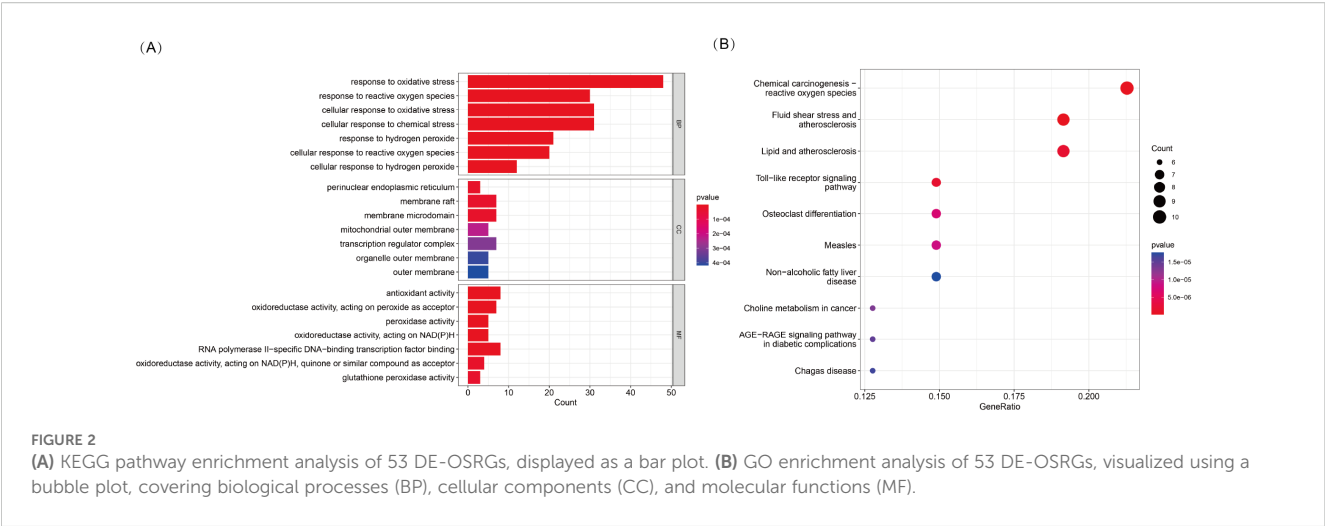 (A)
response to oxidative stress
response to reactive oxygen species
cellular response to oxidative stress
cellular response to chemical stress
response to hydrogen peroxide
cellular response to reactive oxygen species
cellular response to hydrogen peroxide
BP
perinuclear endoplasmic reticulum
membrane raft
membrane microdomain
mitochondrial outer membrane
transcription regulator complex
organelle outer membrane
outer membrane
CC
antioxidant activity
oxidoreductase activity, acting on peroxide as acceptor
peroxidase activity
oxidoreductase activity, acting on NAD(P)H
RNA polymerase II−specific DNA−binding transcription factor binding
oxidoreductase activity, acting on NAD(P)H, quinone or similar compound as acceptor
glutathione peroxidase activity
MF
0 10 20 30 40 50
Count
pvalue
1e−04
2e−04
3e−04
4e−04
(B)
Chemical carcinogenesis −
reactive oxygen species
Fluid shear stress and
atherosclerosis
Lipid and atherosclerosis
Toll−like receptor signaling
pathway
Osteoclast differentiation
Measles
Non−alcoholic fatty liver
disease
Choline metabolism in cancer
AGE−RAGE signaling pathway
in diabetic complications
Chagas disease
0.125 0.150 0.175 0.200
GeneRatio
Count
6
7
8
9
10
pvalue
1.5e−05
1.0e−05
5.0e−06
FIGURE 2
(A) KEGG pathway enrichment analysis of 53 DE-OSRGs, displayed as a bar plot. (B) GO enrichment analysis of 53 DE-OSRGs, visualized using a
bubble plot, covering biological processes (BP), cellular components (CC), and molecular functions (MF).